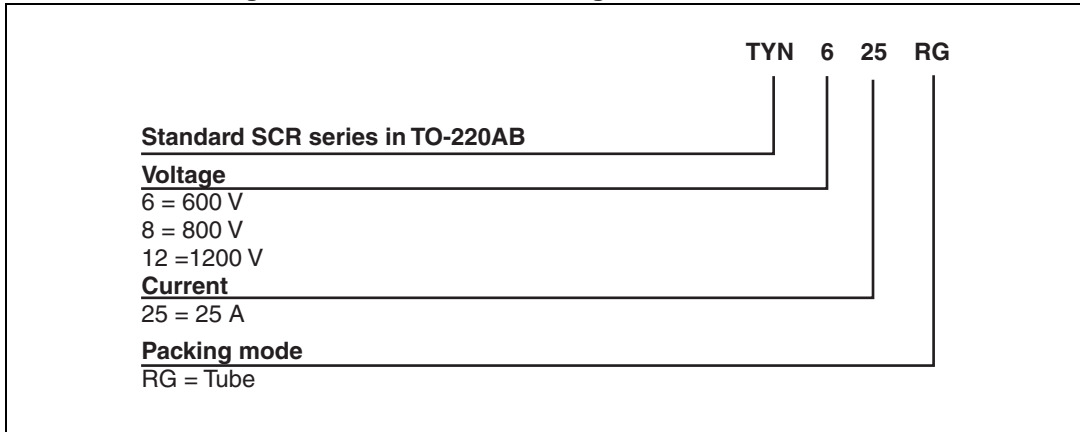 TYN 6 25 RG
Standard SCR series in TO-220AB
Voltage
6 = 600 V
8 = 800 V
12 =1200 V
Current
25 = 25 A
Packing mode
RG = Tube